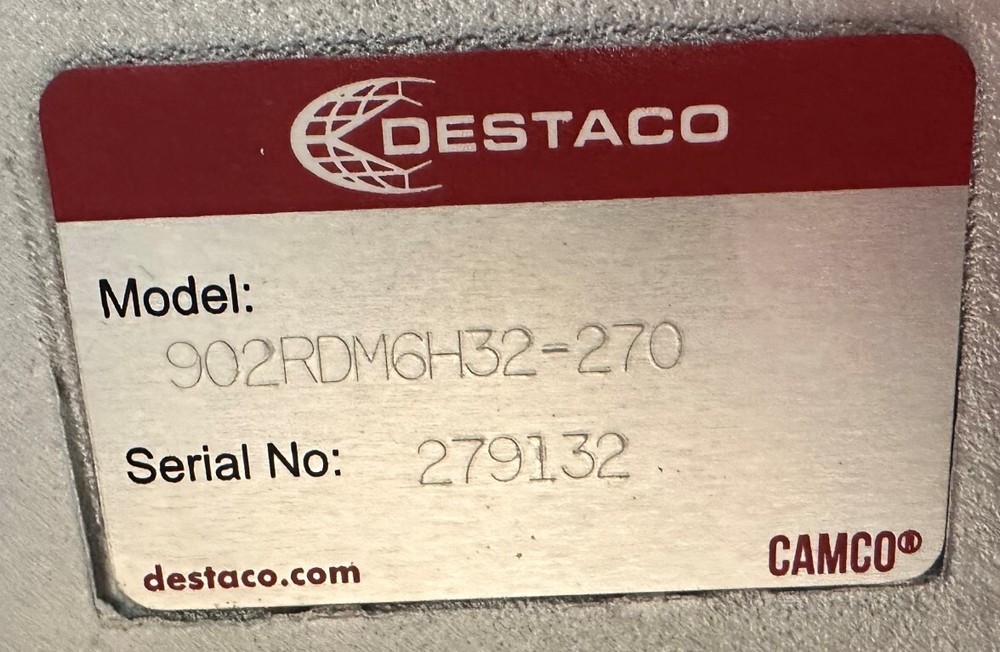 DESTACO
Model:
902RDM6H32-270
Serial No: 279132
destaco.com
CAMCO®